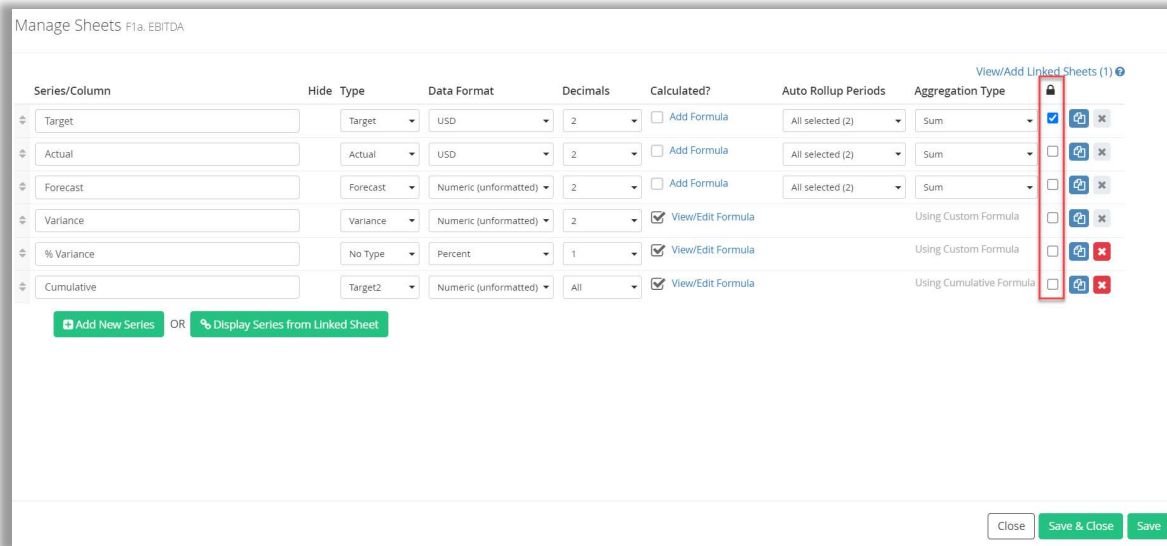 Manage Sheets F1a. EBITDA
View/Add Linked Sheets (1)
Series/Column Hide Type Data Format Decimals Calculated? Auto Rollup Periods Aggregation Type
Target Target USD 2 Add Formula All selected (2) Sum
Actual Actual USD 2 Add Formula All selected (2) Sum
Forecast Forecast Numeric (unformatted) 2 Add Formula All selected (2) Sum
Variance Variance Numeric (unformatted) 2 View/Edit Formula Using Custom Formula
% Variance No Type Percent 1 View/Edit Formula Using Custom Formula
Cumulative Target2 Numeric (unformatted) All View/Edit Formula Using Cumulative Formula
Add New Series OR Display Series from Linked Sheet
Close Save & Close Save